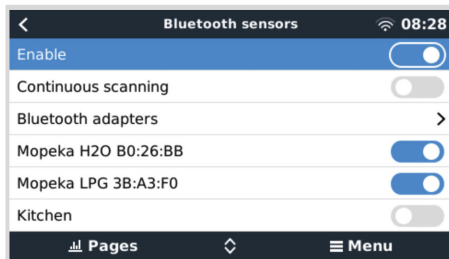 Bluetooth sensors 08:28
Enable
Continuous scanning
Bluetooth adapters
Mopeka H2O B0:26:BB
Mopeka LPG 3B:A3:F0
Kitchen
Pages Menu